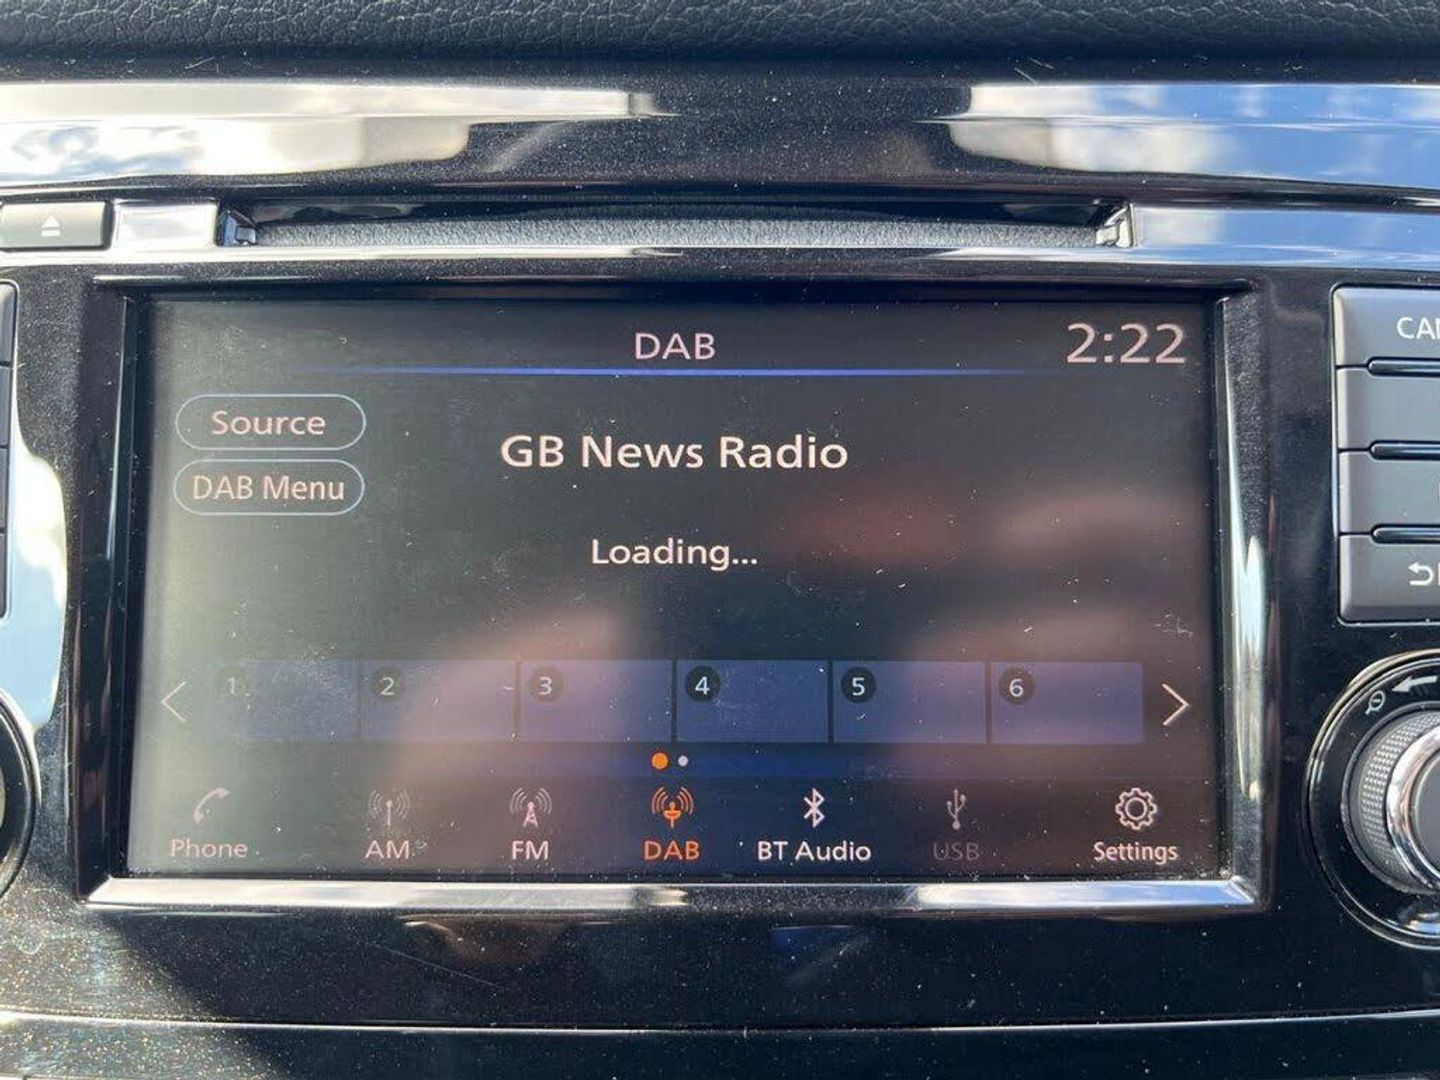 DAB
2:22
Source
GB News Radio
DAB Menu
Loading...
1 2 3 4 5 6
Phone AM FM DAB BT Audio USB Settings